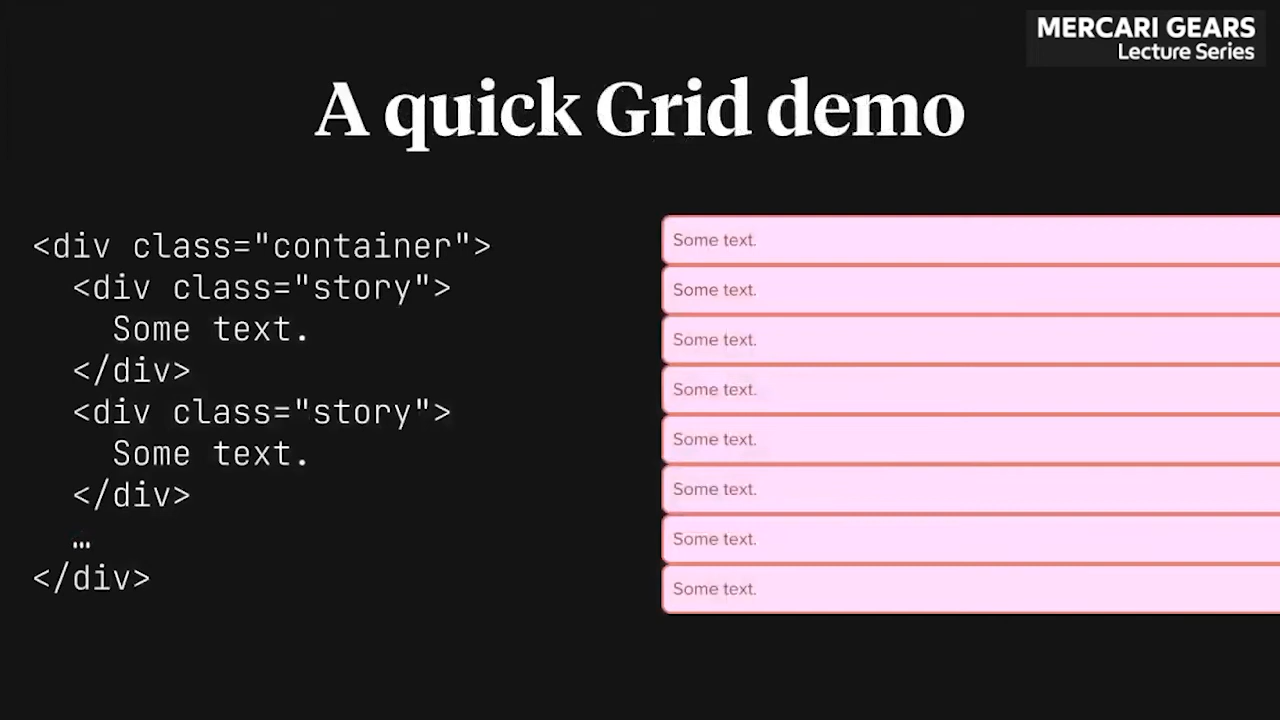 MERCARI GEARS
Lecture Series
A quick Grid demo
<div class="container">
  <div class="story">
    Some text.
  </div>
  <div class="story">
    Some text.
  </div>
  …
</div>
Some text.
Some text.
Some text.
Some text.
Some text.
Some text.
Some text.
Some text.